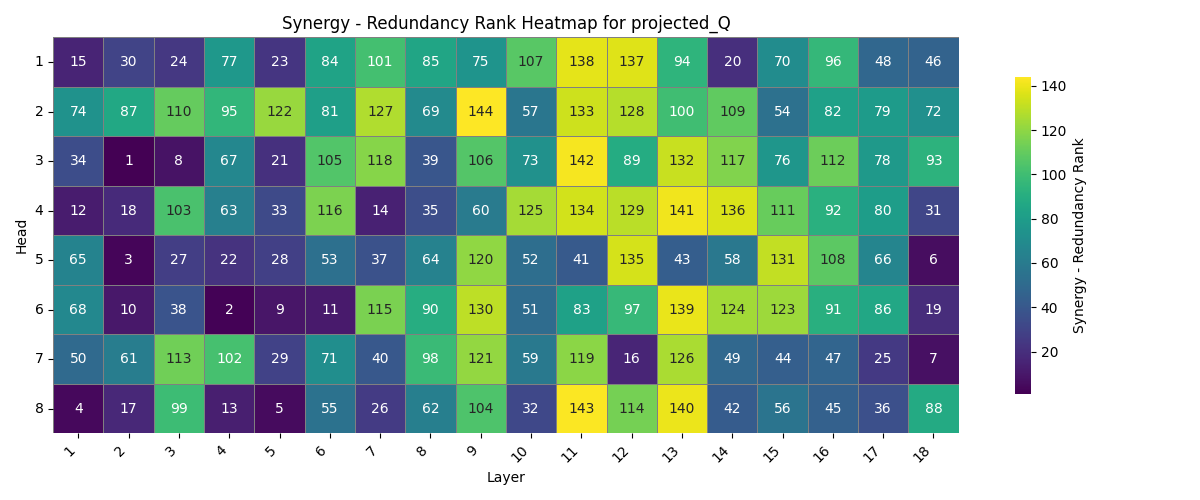 Synergy - Redundancy Rank Heatmap for projected_Q
1 15 30 24 77 23 84 101 85 75 107 138 137 94 20 70 96 48 46
2 74 87 110 95 122 81 127 69 144 57 133 128 100 109 54 82 79 72
3 34 1 8 67 21 105 118 39 106 73 142 89 132 117 76 112 78 93
4 12 18 103 63 33 116 14 35 60 125 134 129 141 136 111 92 80 31
5 65 3 27 22 28 53 37 64 120 52 41 135 43 58 131 108 66 6
6 68 10 38 2 9 11 115 90 130 51 83 97 139 124 123 91 86 19
7 50 61 113 102 29 71 40 98 121 59 119 16 126 49 44 47 25 7
8 4 17 99 13 5 55 26 62 104 32 143 114 140 42 56 45 36 88
1 2 3 4 5 6 7 8 9 10 11 12 13 14 15 16 17 18
Layer
Head
140
120
100
80
60
40
20
Synergy - Redundancy Rank